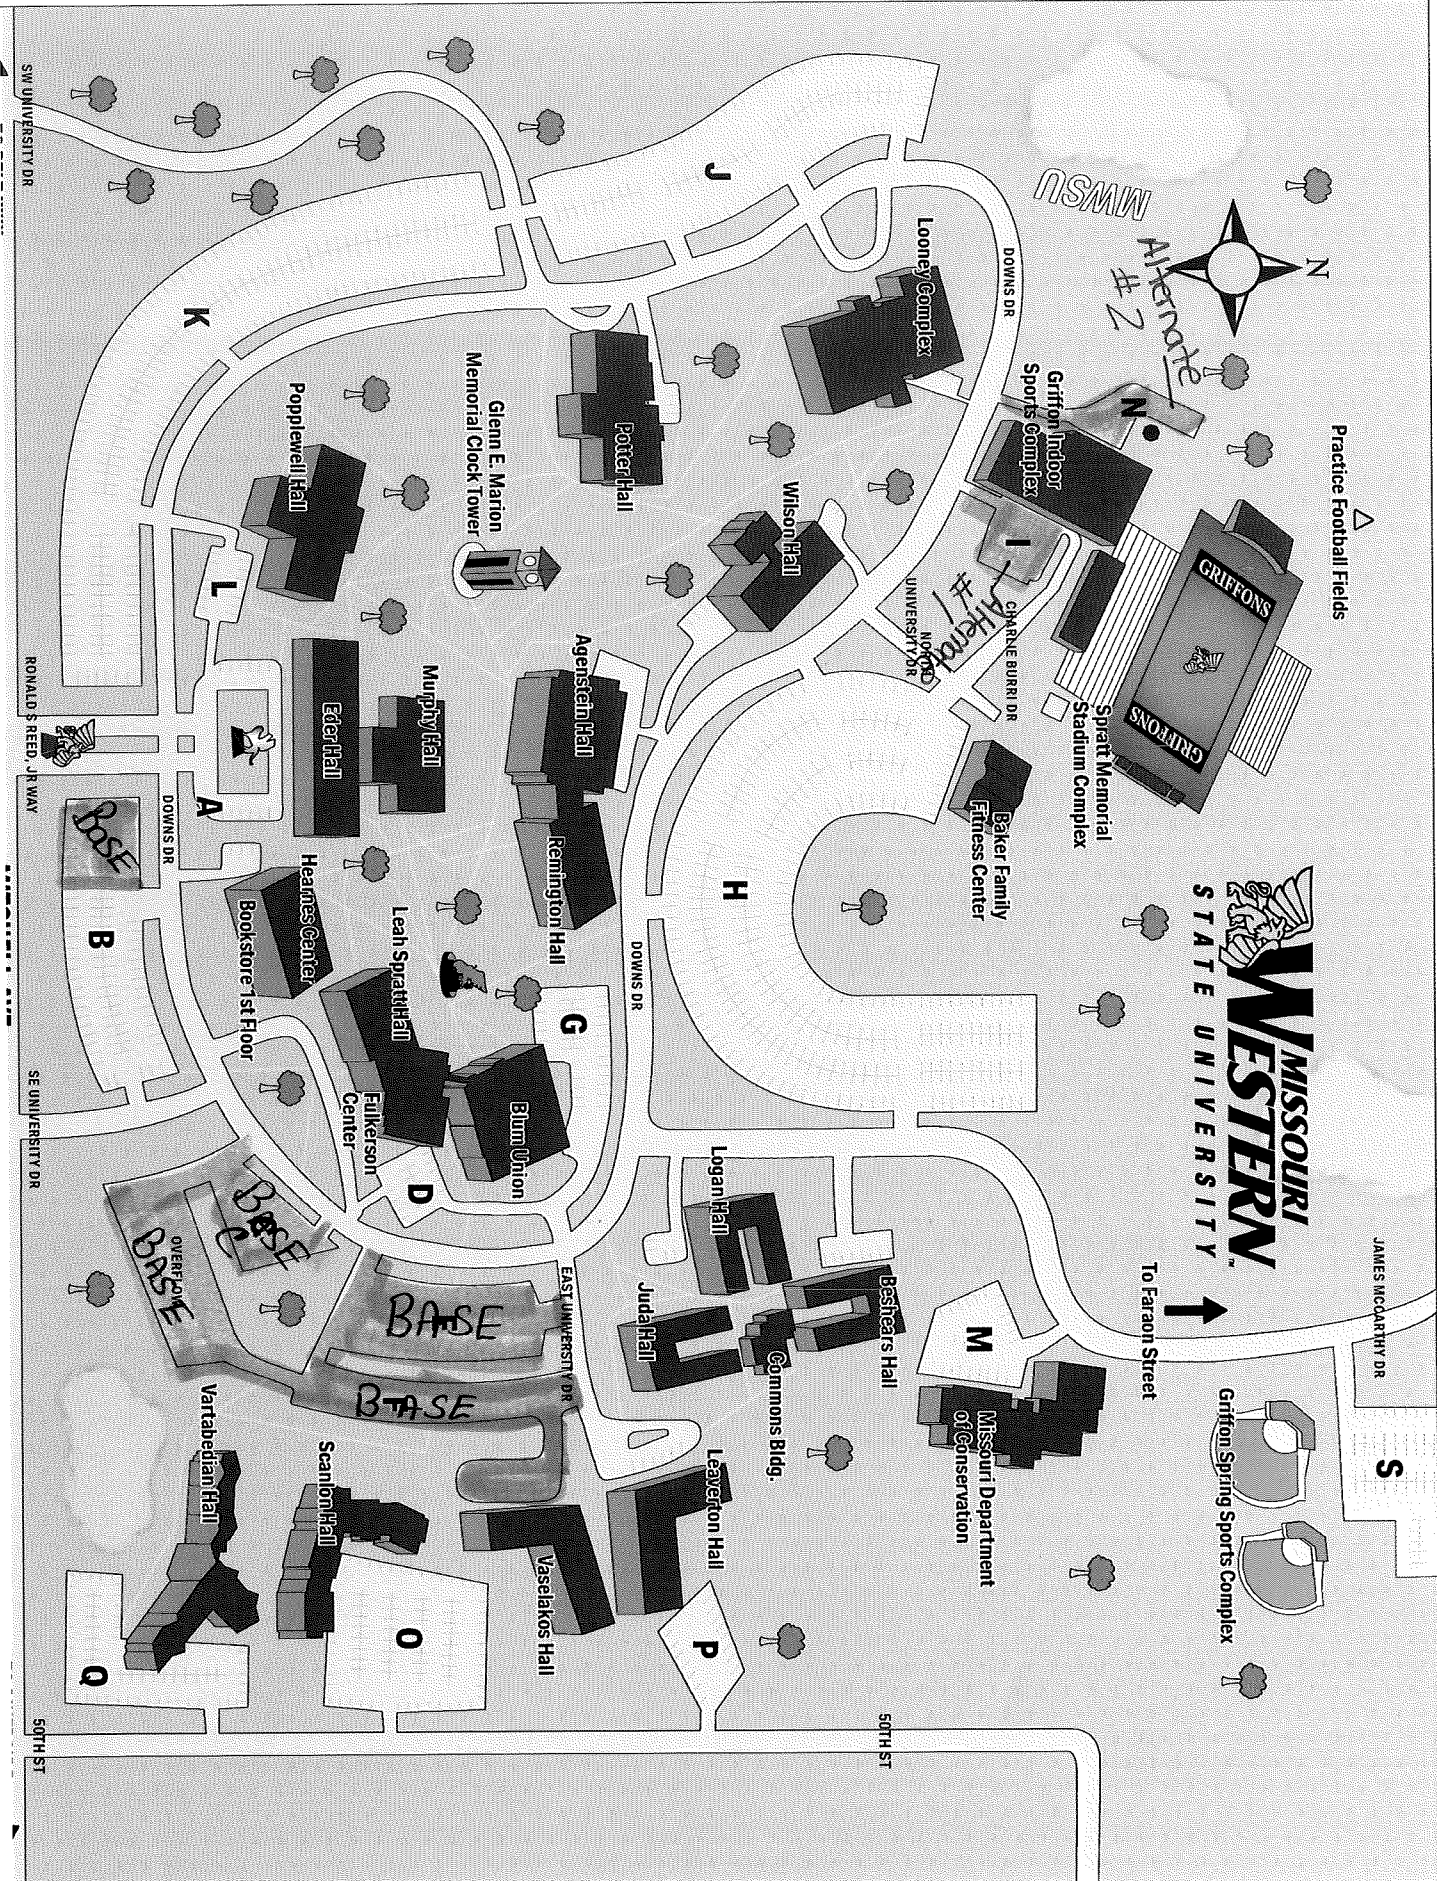 SW UNIVERSITY DR
J
MWSU
N
Alternate
#2
Looney Complex
DOWNS DR
K
Memorial Clock Tower
Glenn E. Marion
Potter Hall
Popplewell Hall
Griffon Indoor
Sports Complex
N
Practice Football Fields
Wilson Hall
I
Alternate
#1
L
GRIFFONS
GRIFFONS
CHARLIE BURRI DR
NORTH
UNIVERSITY DR
Spratt Memorial
Stadium Complex
RONALD S REED, JR WAY
Murphy Hall
Eder Hall
Agenstein Hall
Remington Hall
A
DOWNS DR
BASE
B
Baker Family
Fitness Center
H
Hearnes Center
Bookstore 1st Floor
Leah Spratt Hall
G
DOWNS DR
MISSOURI
WESTERN
STATE UNIVERSITY
TM
SE UNIVERSITY DR
Fulkerson
Center
Blum Union
D
Logan Hall
BASE
C
OVERFLOW
BASE
BASE
E
BASE
F
EAST UNIVERSITY DR
Juda Hall
Beshears Hall
Commons Bldg.
M
To Faraon Street
JAMES MCCARTHY DR
Missouri Department
of Conservation
Griffon Spring Sports Complex
S
Vartabedian Hall
Scanlon Hall
Leaverton Hall
Vaselakos Hall
Q
O
P
50TH ST
50TH ST